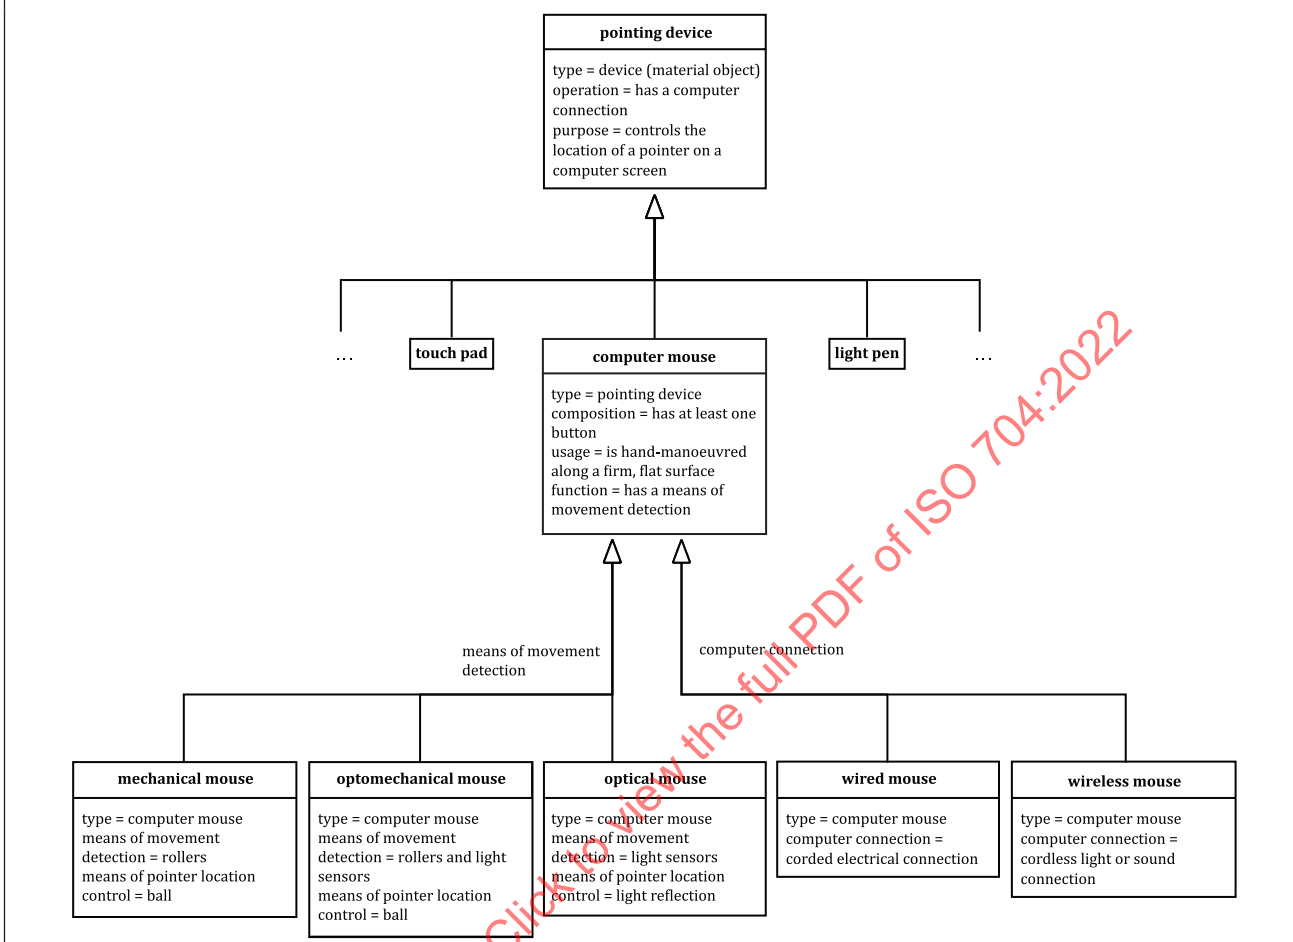 pointing device
type = device (material object)
operation = has a computer
connection
purpose = controls the
location of a pointer on a
computer screen
...
touch pad
computer mouse
light pen
...
type = pointing device
composition = has at least one
button
usage = is hand-manoeuvred
along a firm, flat surface
function = has a means of
movement detection
means of movement
detection
computer connection
mechanical mouse
type = computer mouse
means of movement
detection = rollers
means of pointer location
control = ball
optomechanical mouse
type = computer mouse
means of movement
detection = rollers and light
sensors
means of pointer location
control = ball
optical mouse
type = computer mouse
means of movement
detection = light sensors
means of pointer location
control = light reflection
wired mouse
type = computer mouse
computer connection =
corded electrical connection
wireless mouse
type = computer mouse
computer connection =
cordless light or sound
connection
Click to view the full PDF of ISO 704:2022